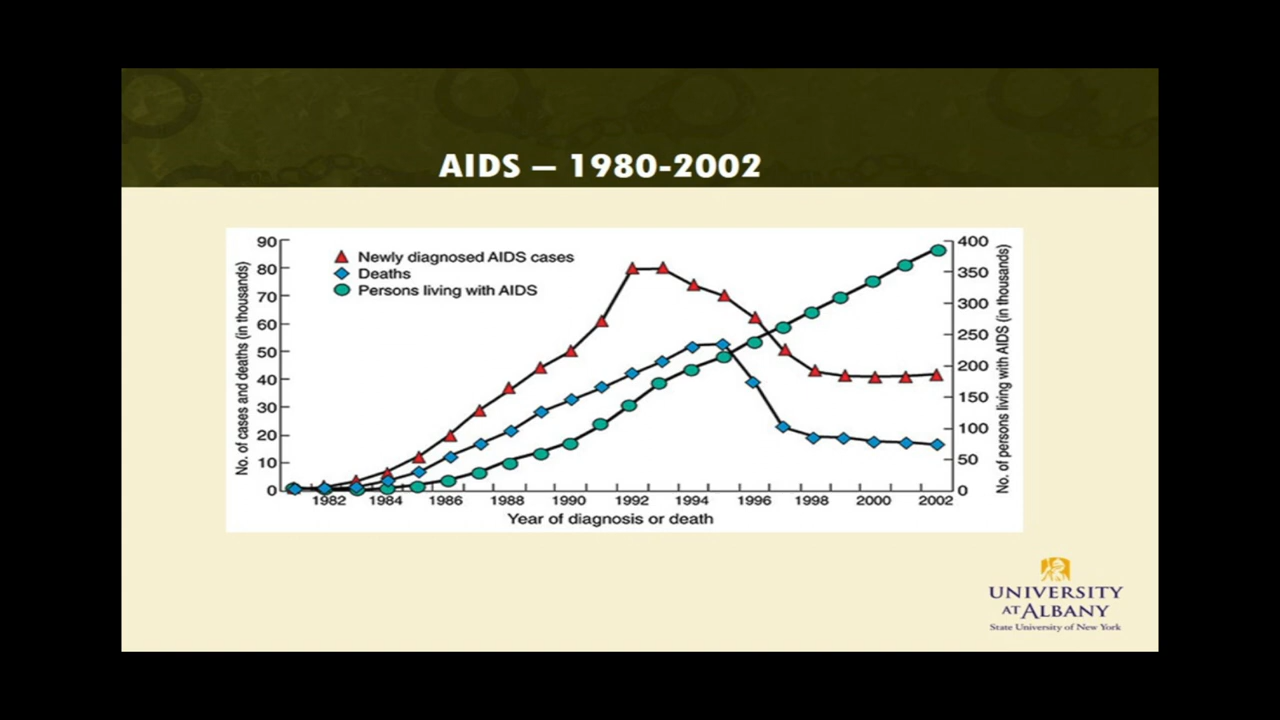 AIDS – 1980-2002
Newly diagnosed AIDS cases
Deaths
Persons living with AIDS
No. of cases and deaths (in thousands)
90
80
70
60
50
40
30
20
10
0
400
350
300
250
200
150
100
50
0
No. of persons living with AIDS (in thousands)
1982 1984 1986 1988 1990 1992 1994 1996 1998 2000 2002
Year of diagnosis or death
UNIVERSITY
AT ALBANY
State University of New York